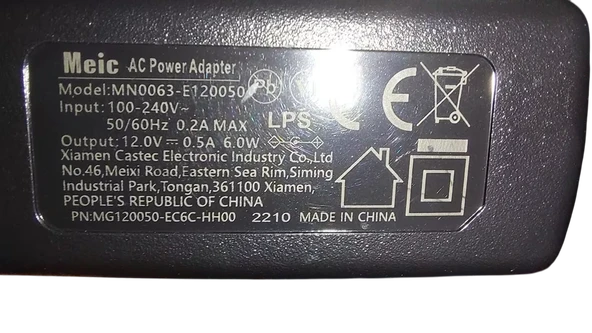 Meic AC Power Adapter
Model:MN0063-E120050
Pb
Input: 100-240V~
50/60Hz 0.2A MAX
LPS
CE
Output: 12.0V⎓0.5A 6.0W
Xiamen Castec Electronic Industry Co.,Ltd
No.46,Meixi Road,Eastern Sea Rim,Siming
Industrial Park,Tongan,361100 Xiamen,
PEOPLE'S REPUBLIC OF CHINA
PN:MG120050-EC6C-HH00 2210 MADE IN CHINA